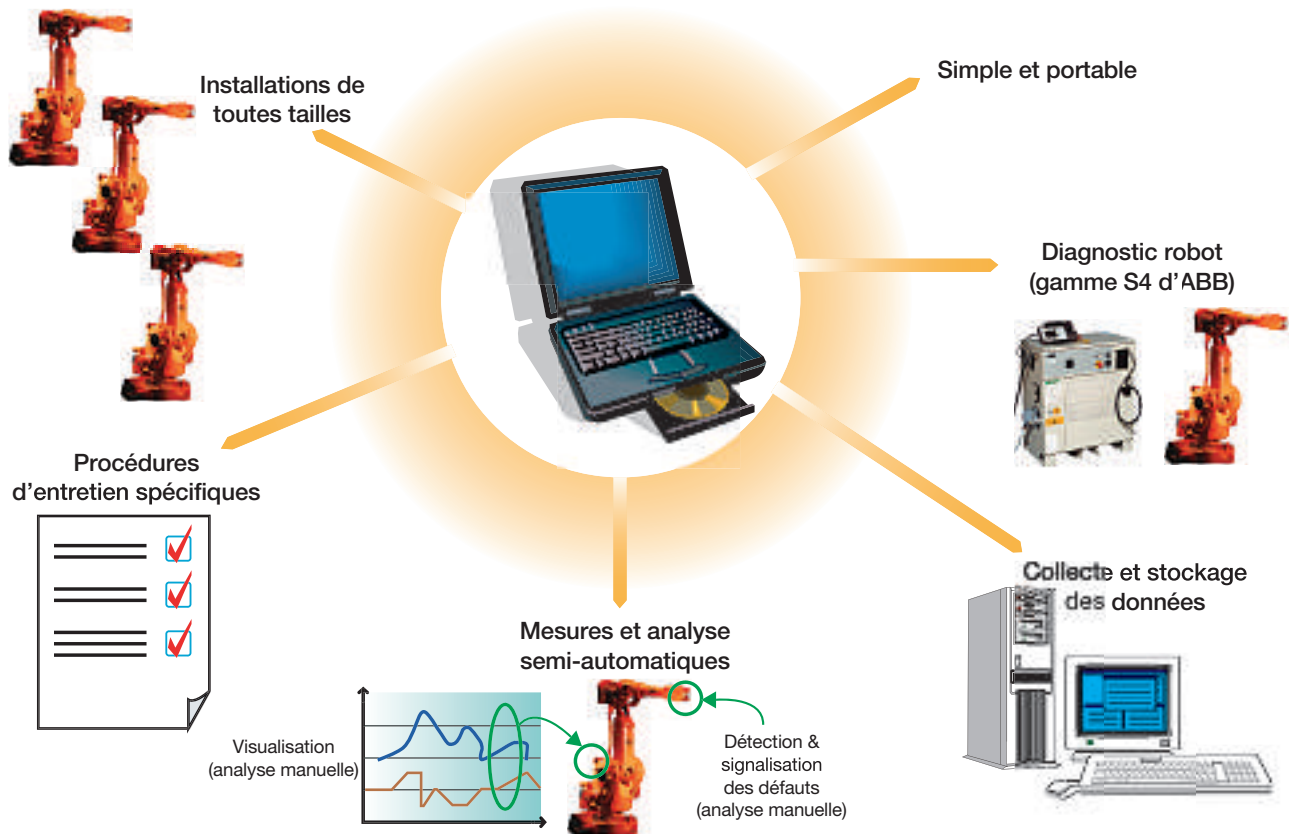 Installations de
toutes tailles
Simple et portable
Diagnostic robot
(gamme S4 d'ABB)
Procédures
d'entretien spécifiques
Collecte et stockage
des données
Mesures et analyse
semi-automatiques
Visualisation
(analyse manuelle)
Détection &
signalisation
des défauts
(analyse manuelle)